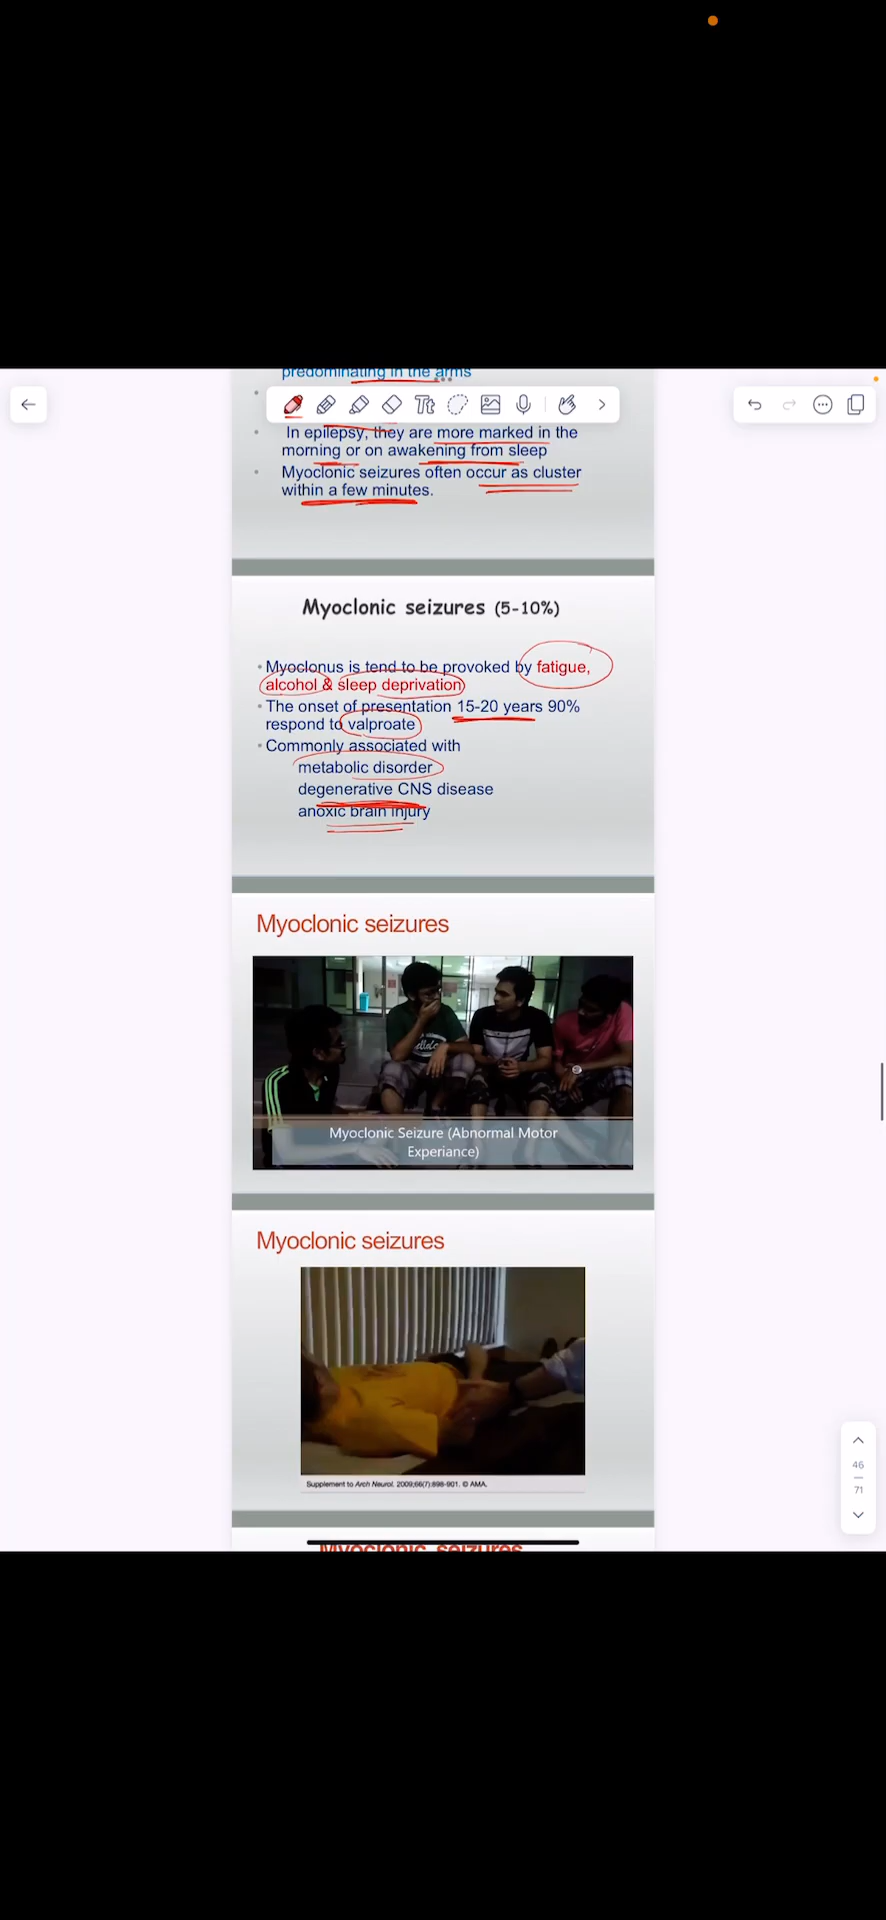 predominating in the arms
In epilepsy, they are more marked in the
morning or on awakening from sleep
Myoclonic seizures often occur as cluster
within a few minutes.
Myoclonic seizures (5-10%)
• Myoclonus is tend to be provoked by fatigue,
alcohol & sleep deprivation
• The onset of presentation 15-20 years 90%
respond to valproate
• Commonly associated with
metabolic disorder
degenerative CNS disease
anoxic brain injury
Myoclonic seizures
Myoclonic Seizure (Abnormal Motor
Experiance)
Myoclonic seizures
Supplement to Arch Neurol. 2009;66(7):898-901. © AMA.
46
71
Myoclonic seizures